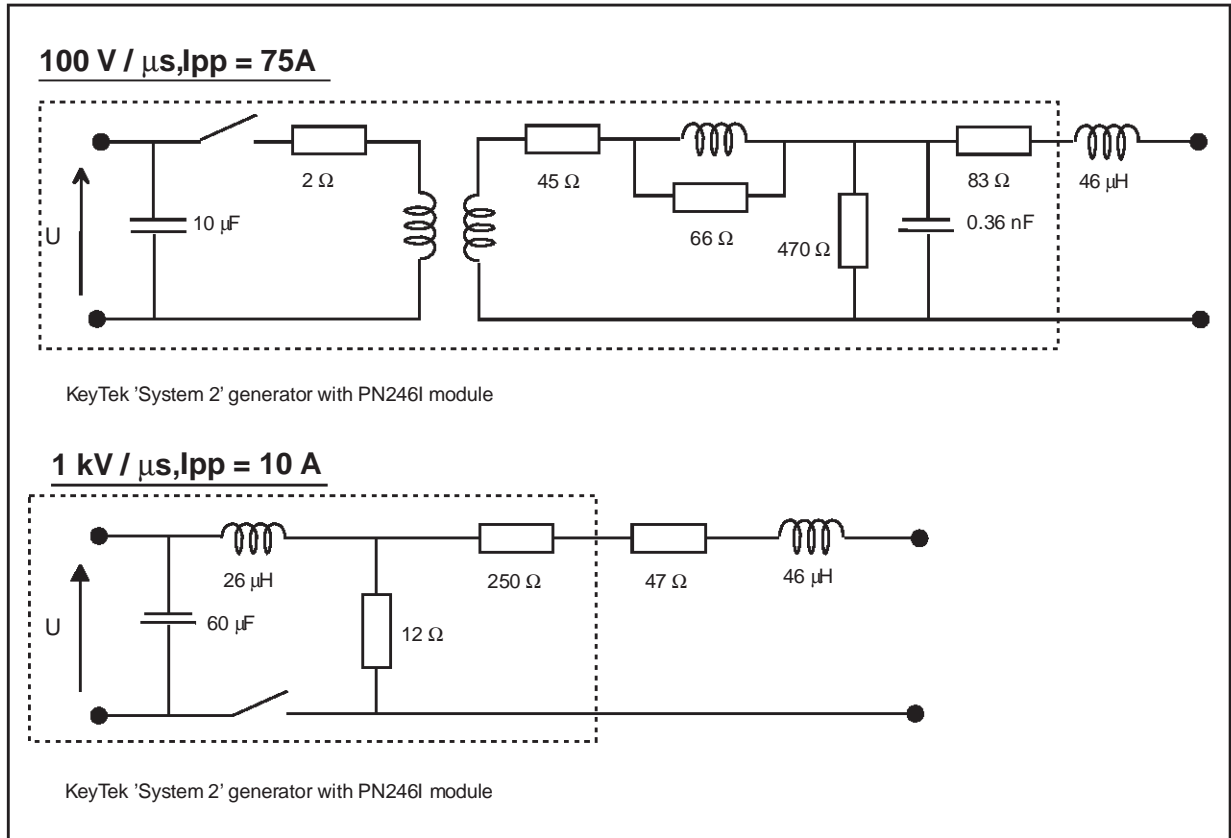 100 V / μs,Ipp = 75A
2 Ω
45 Ω
83 Ω
46 μH
U
10 μF
66 Ω
470 Ω
0.36 nF
KeyTek ’System 2’ generator with PN246I module
1 kV / μs,Ipp = 10 A
26 μH
250 Ω
47 Ω
46 μH
U
60 μF
12 Ω
KeyTek ’System 2’ generator with PN246I module